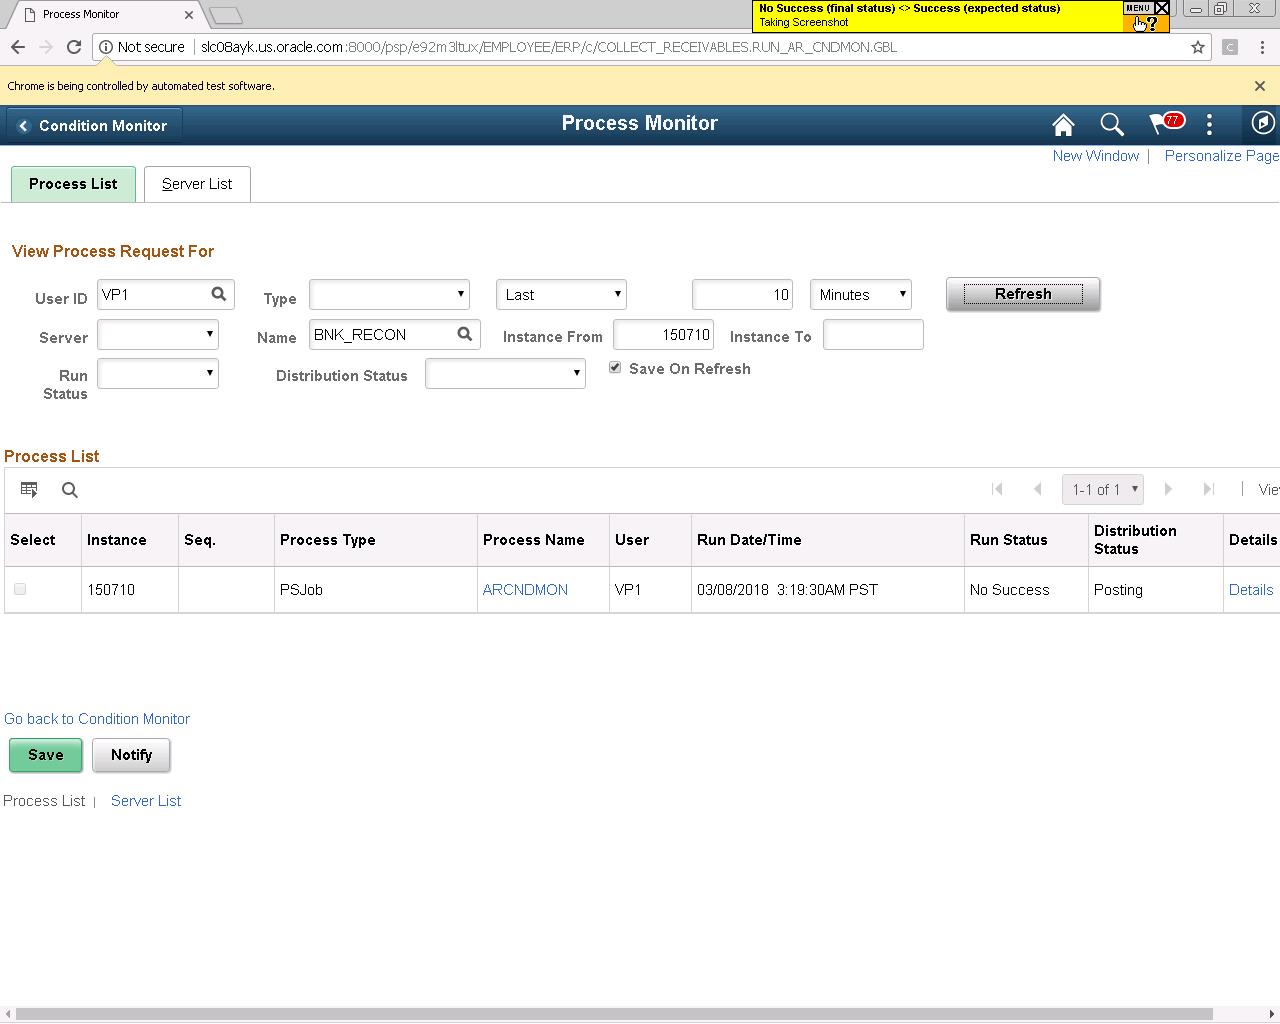 Process Monitor
No Success (final status) <> Success (expected status)
Taking Screenshot
MENU
?
Not secure | slc08ayk.us.oracle.com:8000/psp/e92m3ltux/EMPLOYEE/ERP/c/COLLECT_RECEIVABLES.RUN_AR_CNDMON.GBL
C
Chrome is being controlled by automated test software.
Condition Monitor
Process Monitor
77
New Window | Personalize Page
Process List
Server List
View Process Request For
User ID VP1 Type Last 10 Minutes Refresh
Server Name BNK_RECON Instance From 150710 Instance To
Run Status Distribution Status Save On Refresh
Process List
1-1 of 1 | Vie
Select Instance Seq. Process Type Process Name User Run Date/Time Run Status Distribution Status Details
150710 PSJob ARCNDMON VP1 03/08/2018 3:19:30AM PST No Success Posting Details
Go back to Condition Monitor
Save Notify
Process List | Server List